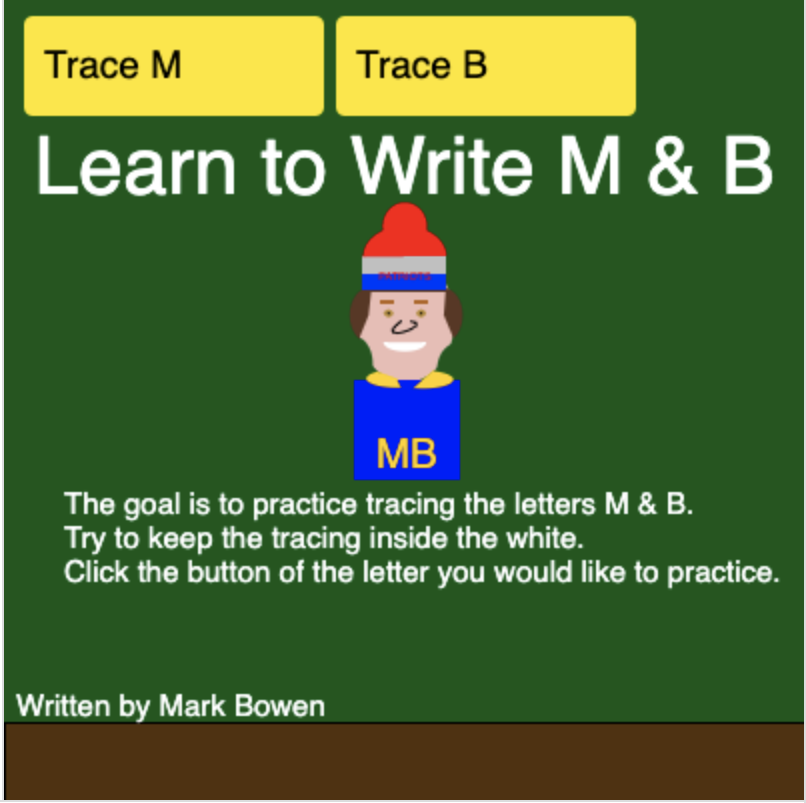 Trace M
Trace B
Learn to Write M & B
PATRIOTS
MB
The goal is to practice tracing the letters M & B.
Try to keep the tracing inside the white.
Click the button of the letter you would like to practice.
Written by Mark Bowen